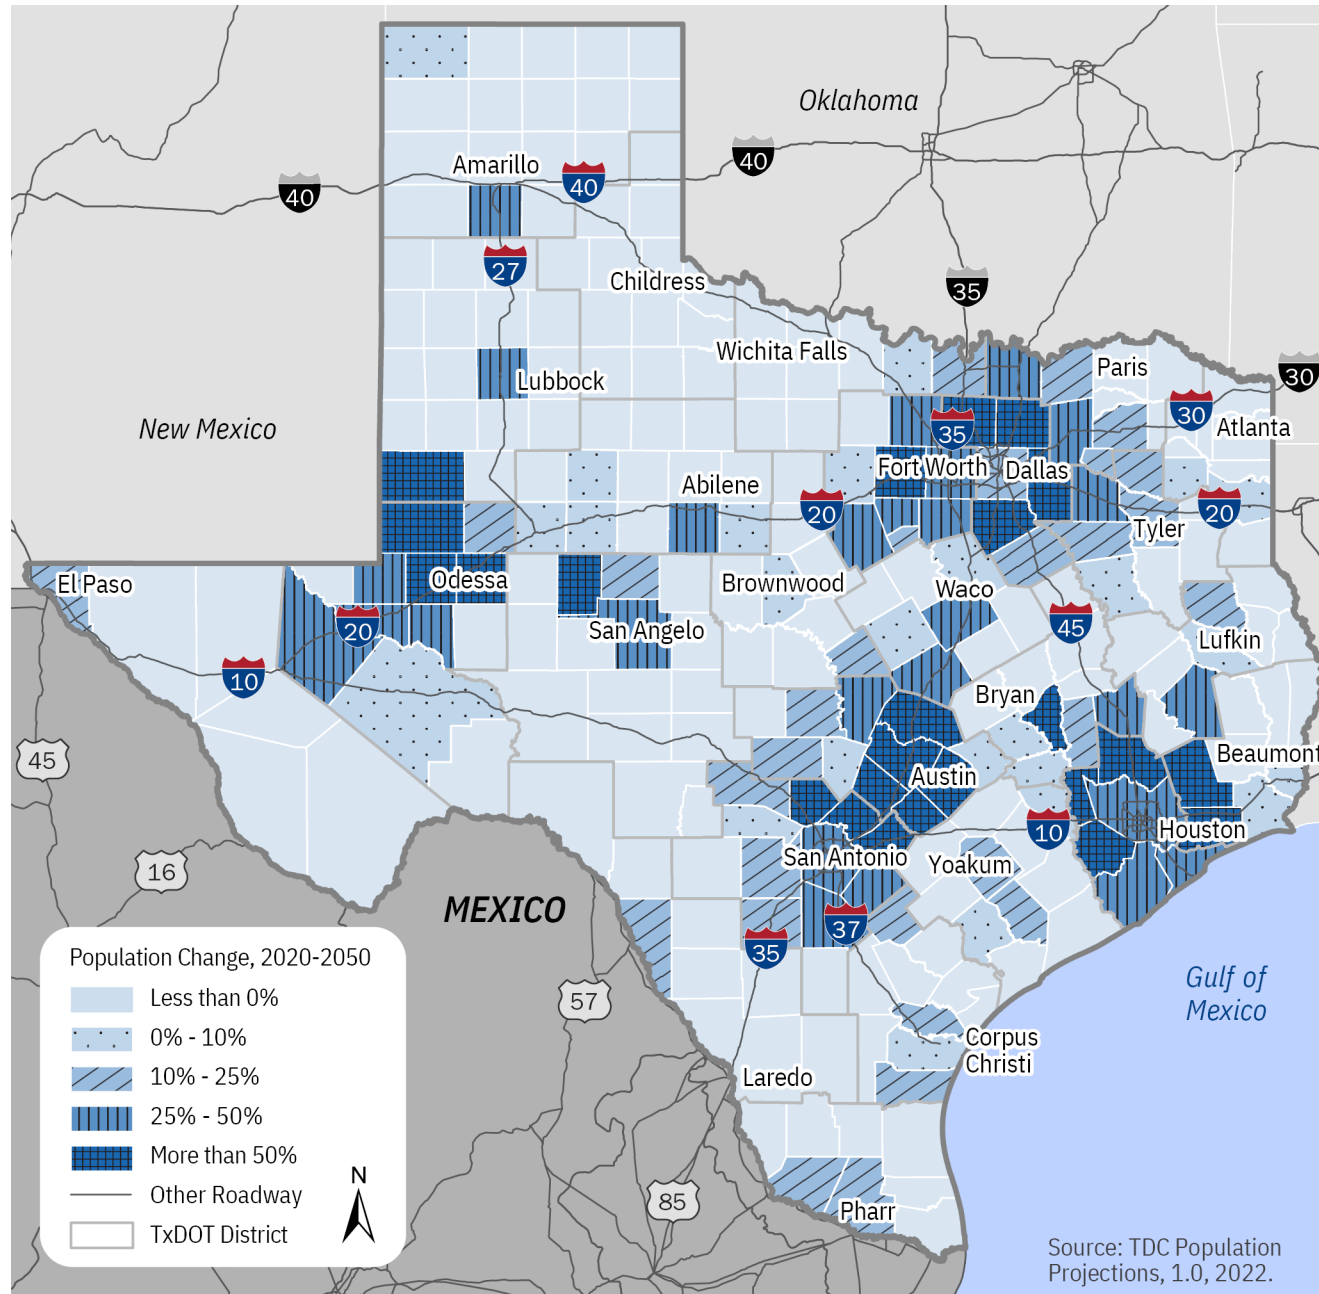 Oklahoma
Amarillo
40
40
40
27
Childress
35
Wichita Falls
Paris
30
Lubbock
30
New Mexico
35
Atlanta
Fort Worth
Dallas
Abilene
20
20
Tyler
El Paso
Odessa
Brownwood
Waco
20
San Angelo
45
Lufkin
10
Bryan
45
Austin
Beaumont
10
Houston
San Antonio
Yoakum
16
MEXICO
37
35
Gulf of
Mexico
57
Corpus
Christi
Laredo
85
Pharr
Population Change, 2020-2050
Less than 0%
0% - 10%
10% - 25%
25% - 50%
More than 50%
Other Roadway
TxDOT District
N
Source: TDC Population
Projections, 1.0, 2022.